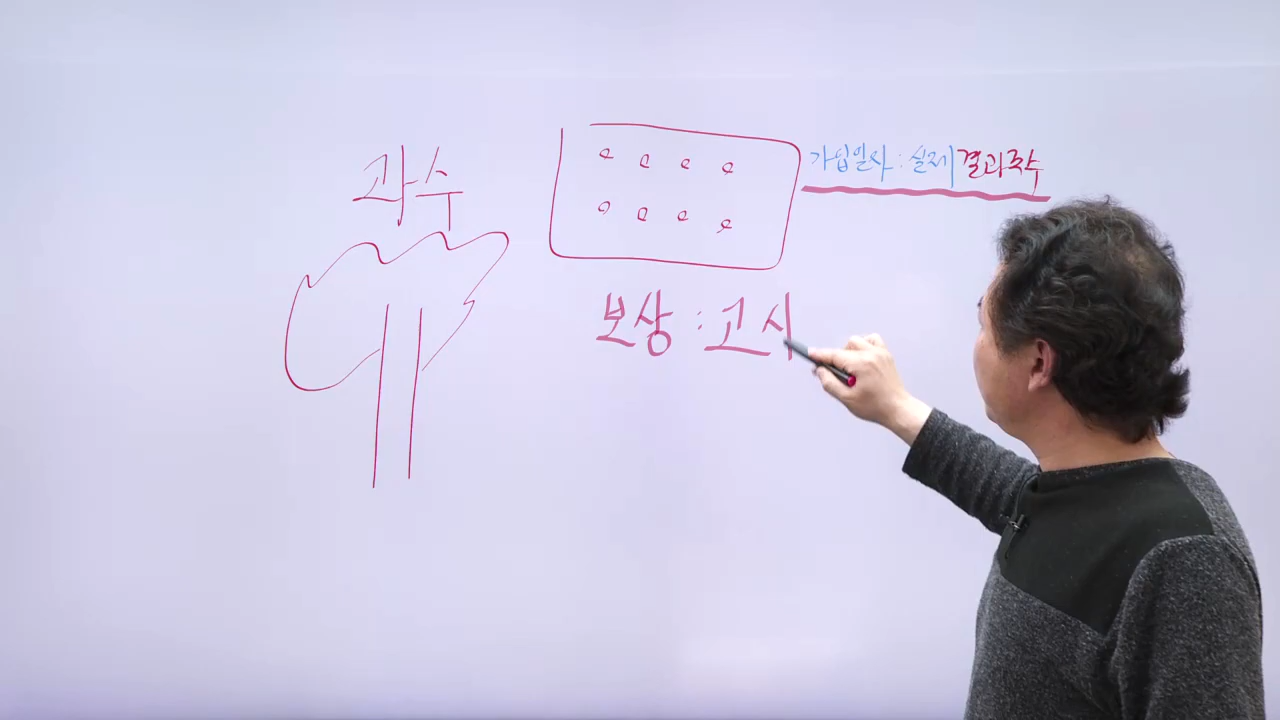 과수
가입일사 : 실제결과주수
보상 : 고사